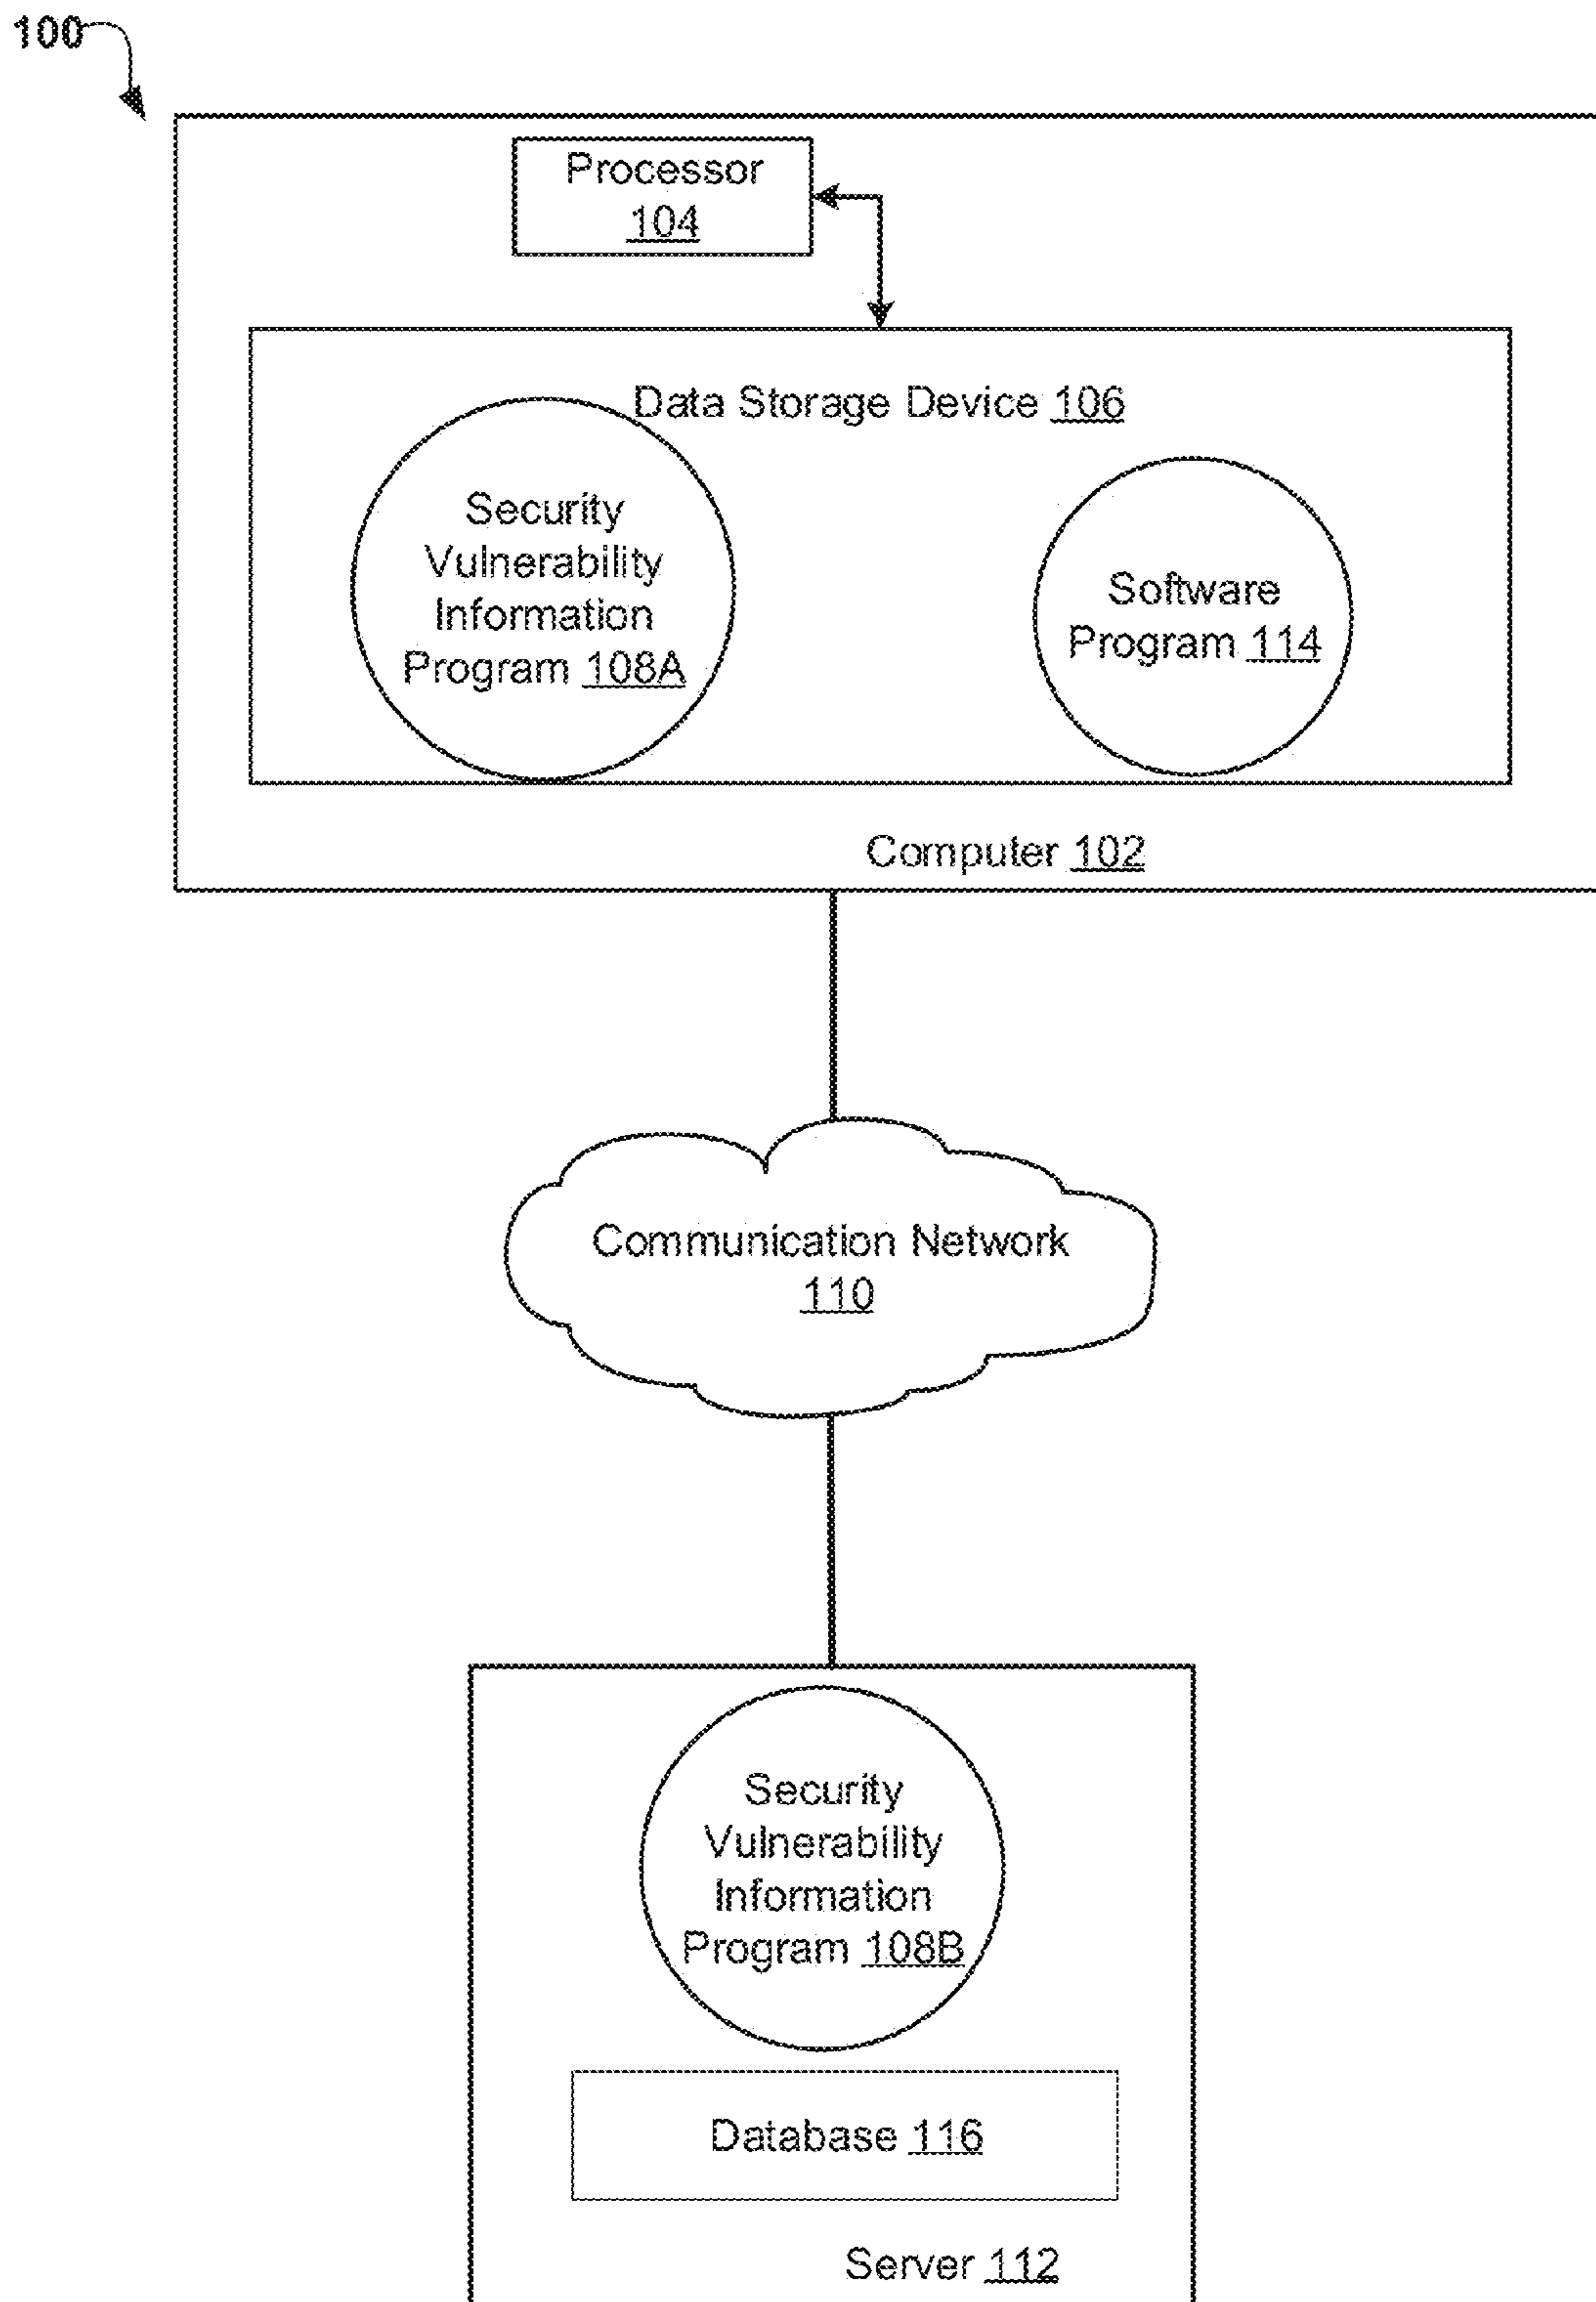 100
Processor
104
Data Storage Device 106
Security
Vulnerability
Information
Program 108A
Software
Program 114
Computer 102
Communication Network
110
Security
Vulnerability
Information
Program 108B
Database 116
Server 112